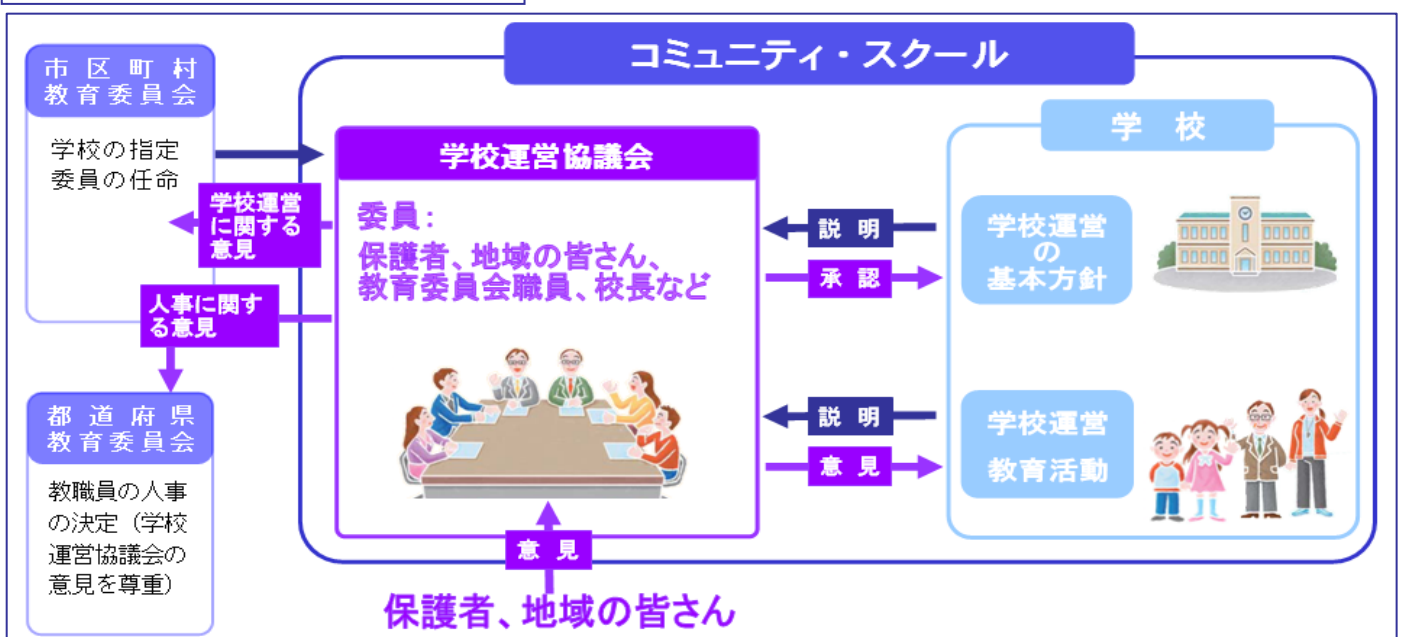 コミュニティ・スクール
市区町村
教育委員会
学校の指定
委員の任命
学校運営
に関する
意見
人事に関す
る意見
都道府県
教育委員会
教職員の人事
の決定（学校
運営協議会の
意見を尊重）
学校運営協議会
委員：
保護者、地域の皆さん、
教育委員会職員、校長など
意見
保護者、地域の皆さん
説明
承認
説明
意見
学校
学校運営
の
基本方針
学校運営
教育活動